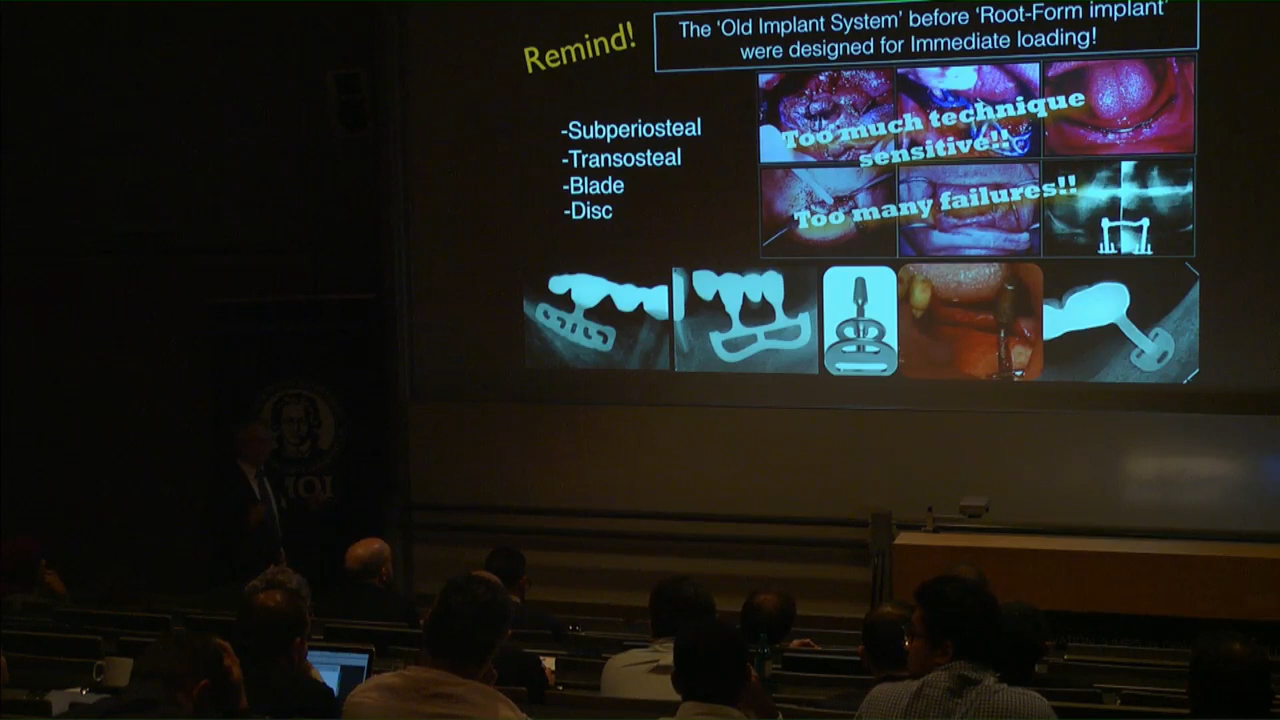 Remind!
The 'Old Implant System' before 'Root-Form implant'
were designed for Immediate loading!
-Subperiosteal
-Transosteal
-Blade
-Disc
Too much technique
sensitive!!
Too many failures!!